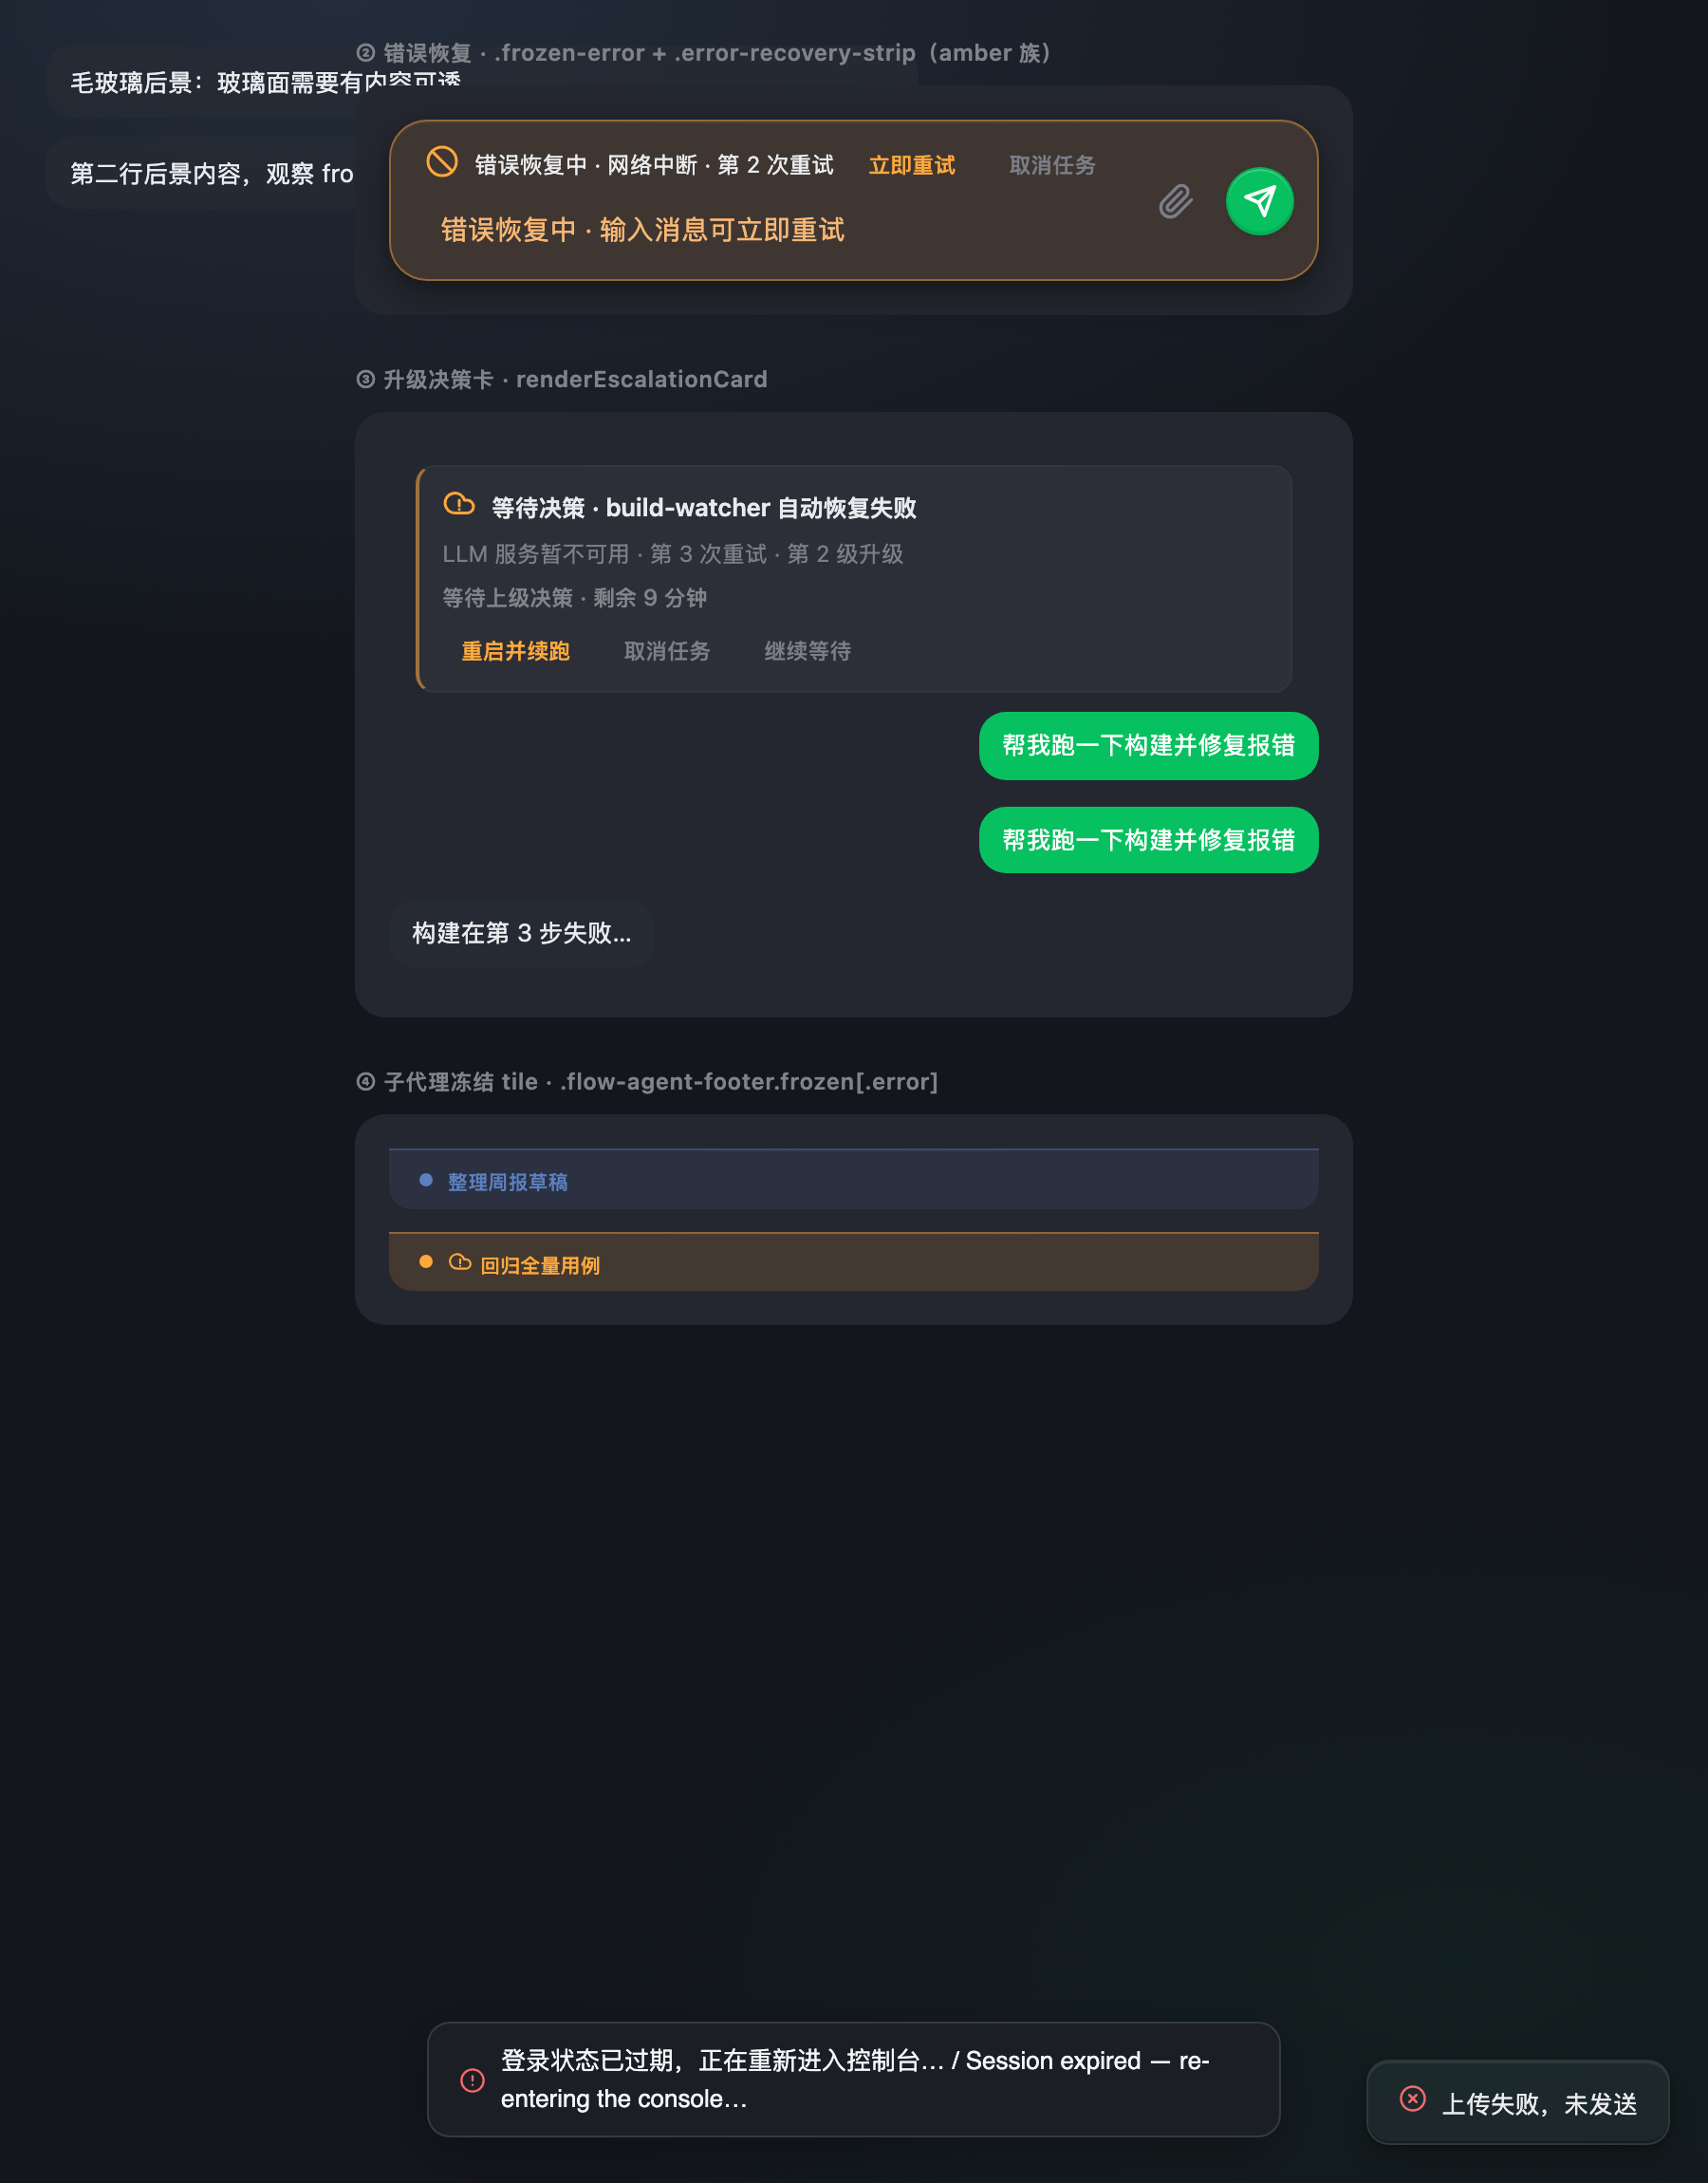 ② 错误恢复 · .frozen-error + .error-recovery-strip（amber 族）
毛玻璃后景：玻璃面需要有内容可透
第二行后景内容，观察 fro
错误恢复中 · 网络中断 · 第 2 次重试 立即重试 取消任务
错误恢复中 · 输入消息可立即重试
③ 升级决策卡 · renderEscalationCard
等待决策 · build-watcher 自动恢复失败
LLM 服务暂不可用 · 第 3 次重试 · 第 2 级升级
等待上级决策 · 剩余 9 分钟
重启并续跑 取消任务 继续等待
帮我跑一下构建并修复报错
帮我跑一下构建并修复报错
构建在第 3 步失败...
④ 子代理冻结 tile · .flow-agent-footer.frozen[.error]
整理周报草稿
回归全量用例
登录状态已过期，正在重新进入控制台… / Session expired — re-
entering the console…
上传失败，未发送